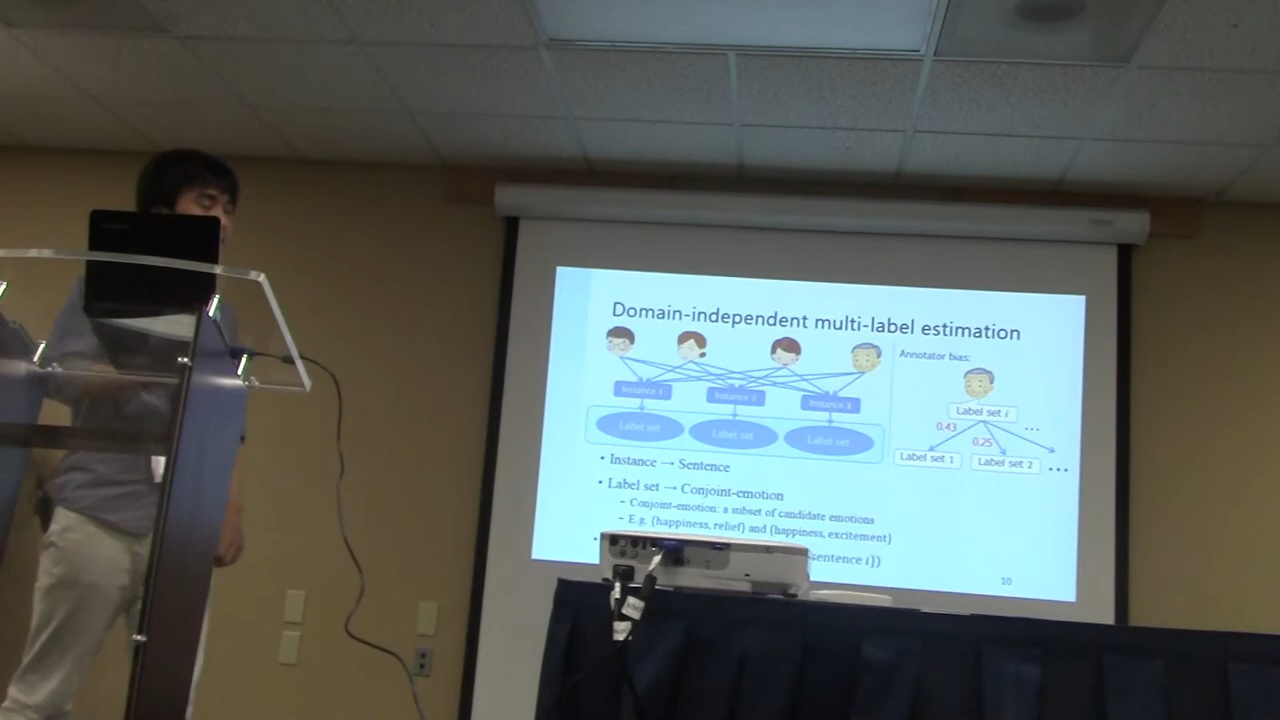 Domain-independent multi-label estimation
Annotator bias:
Instance 1
Instance 2
Instance 3
Label set
Label set
Label set
Label set i
...
0.43
0.25
Label set 1
Label set 2
...
• Instance → Sentence
• Label set → Conjoint-emotion
– Conjoint-emotion: a subset of candidate emotions
– E.g. {happiness, relief} and {happiness, excitement}
sentence i})
10